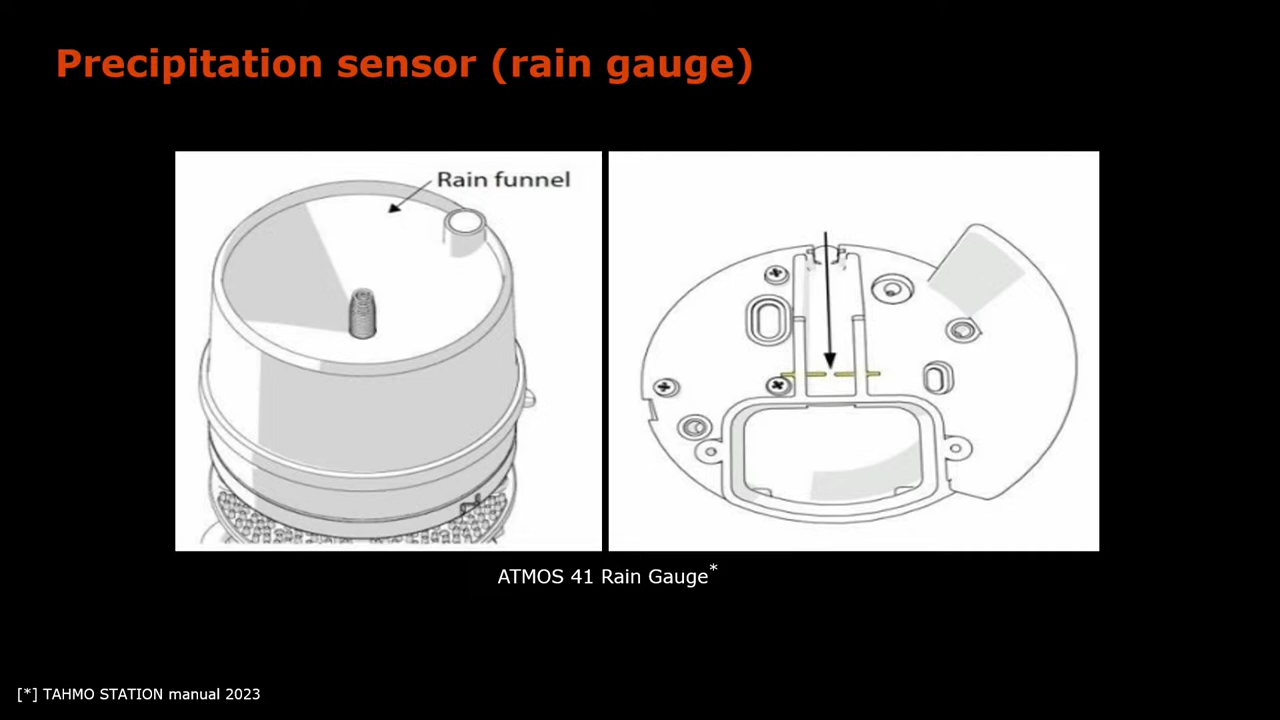 Precipitation sensor (rain gauge)
Rain funnel
ATMOS 41 Rain Gauge*
[*] TAHMO STATION manual 2023